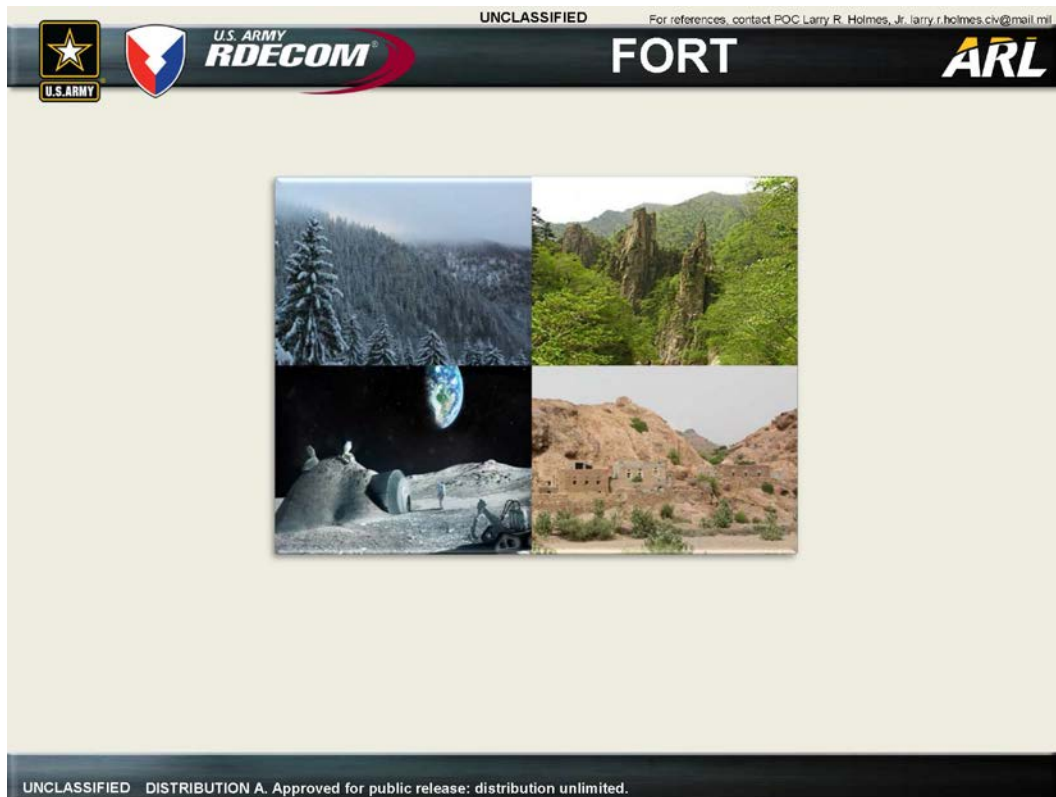 UNCLASSIFIED
For references, contact POC Larry R. Holmes, Jr. larry.r.holmes.civ@mail.mil
U.S. ARMY
RDECOM®
FORT
ARL
U.S.ARMY
UNCLASSIFIED DISTRIBUTION A. Approved for public release: distribution unlimited.